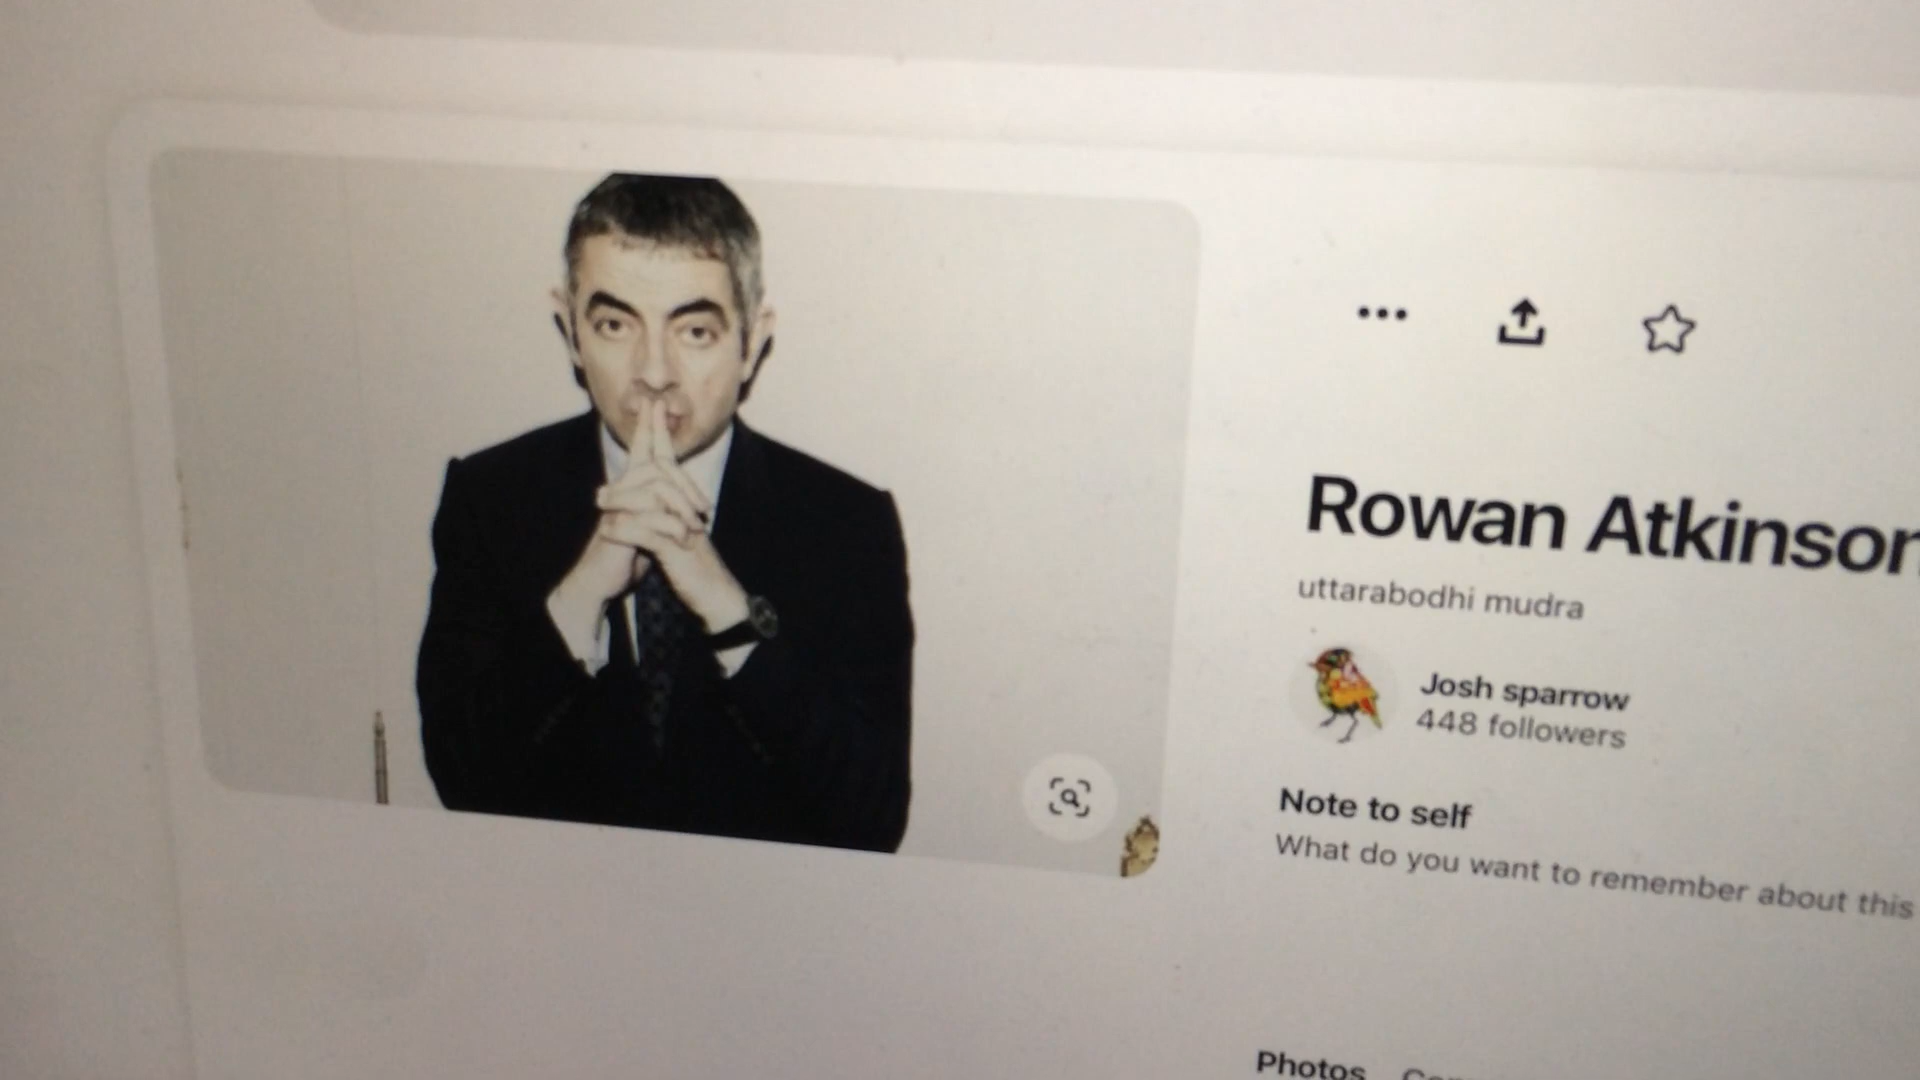 Rowan Atkinson
uttarabodhi mudra
Josh sparrow
448 followers
Note to self
What do you want to remember about this
Photos